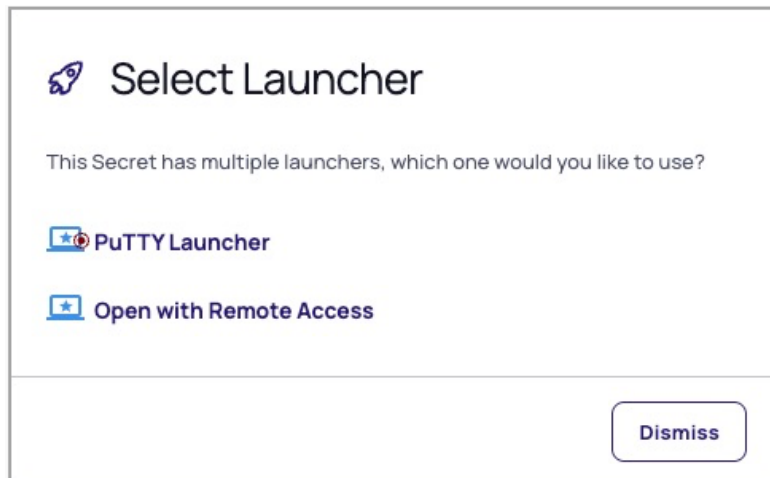 Select Launcher
This Secret has multiple launchers, which one would you like to use?
PuTTY Launcher
Open with Remote Access
Dismiss